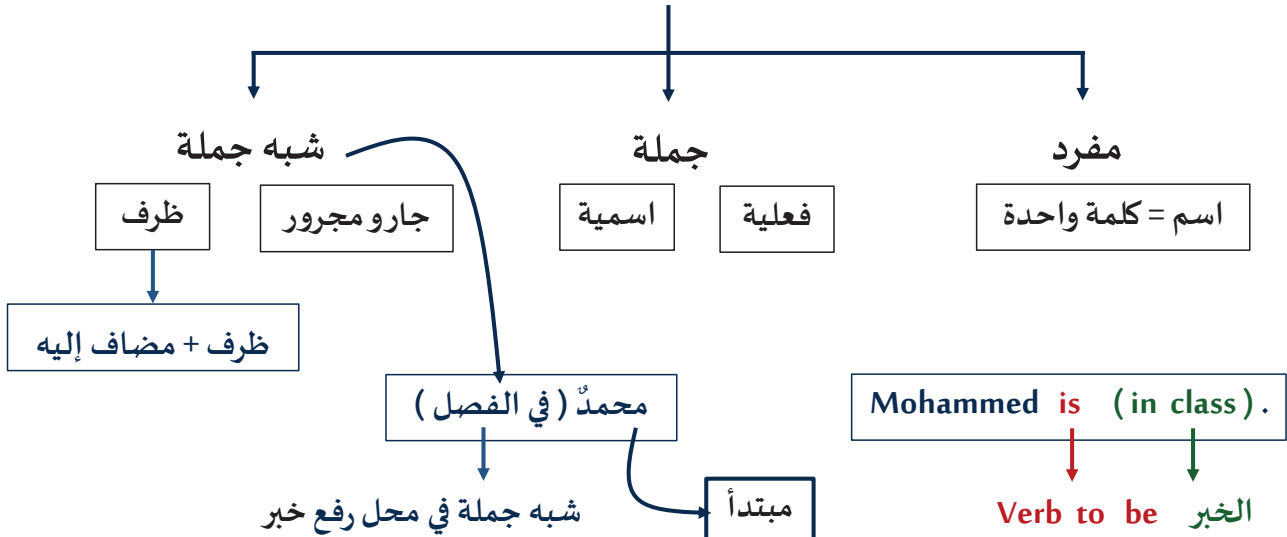 مفرد
جملة
شبه جملة
اسم = كلمة واحدة
فعلية
اسمية
جار و مجرور
ظرف
ظرف + مضاف إليه
محمدٌ ( في الفصل )
Mohammed is ( in class ) .
شبه جملة في محل رفع خبر
مبتدأ
Verb to be الخبر